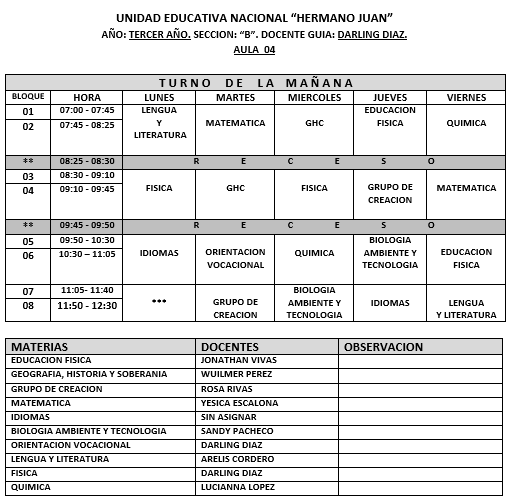 UNIDAD EDUCATIVA NACIONAL “HERMANO JUAN”
AÑO: TERCER AÑO. SECCION: “B”. DOCENTE GUIA: DARLING DIAZ.
AULA 04
TURNO DE LA MAÑANA
BLOQUE HORA LUNES MARTES MIERCOLES JUEVES VIERNES
01 07:00 - 07:45 LENGUA EDUCACION
02 07:45 - 08:25 Y MATEMATICA GHC FISICA QUIMICA
LITERATURA
** 08:25 - 08:30 R E C E S O
03 08:30 - 09:10
04 09:10 - 09:45 FISICA GHC FISICA GRUPO DE MATEMATICA
CREACION
** 09:45 - 09:50 R E C E S O
05 09:50 - 10:30 BIOLOGIA
06 10:30 – 11:05 IDIOMAS ORIENTACION QUIMICA AMBIENTE Y EDUCACION
VOCACIONAL TECNOLOGIA FISICA
07 11:05- 11:40 BIOLOGIA
08 11:50 - 12:30 *** GRUPO DE AMBIENTE Y IDIOMAS LENGUA
CREACION TECNOLOGIA Y LITERATURA
MATERIAS DOCENTES OBSERVACION
EDUCACION FISICA JONATHAN VIVAS
GEOGRAFIA, HISTORIA Y SOBERANIA WUILMER PEREZ
GRUPO DE CREACION ROSA RIVAS
MATEMATICA YESICA ESCALONA
IDIOMAS SIN ASIGNAR
BIOLOGIA AMBIENTE Y TECNOLOGIA SANDY PACHECO
ORIENTACION VOCACIONAL DARLING DIAZ
LENGUA Y LITERATURA ARELIS CORDERO
FISICA DARLING DIAZ
QUIMICA LUCIANNA LOPEZ